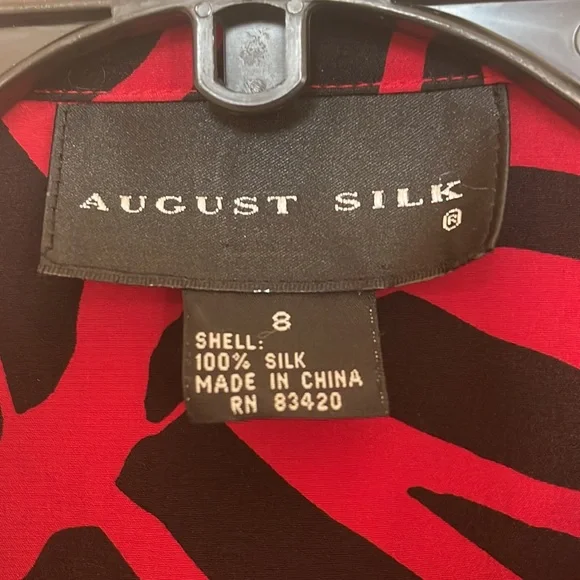 AUGUST SILK
®
8
SHELL:
100% SILK
MADE IN CHINA
RN 83420